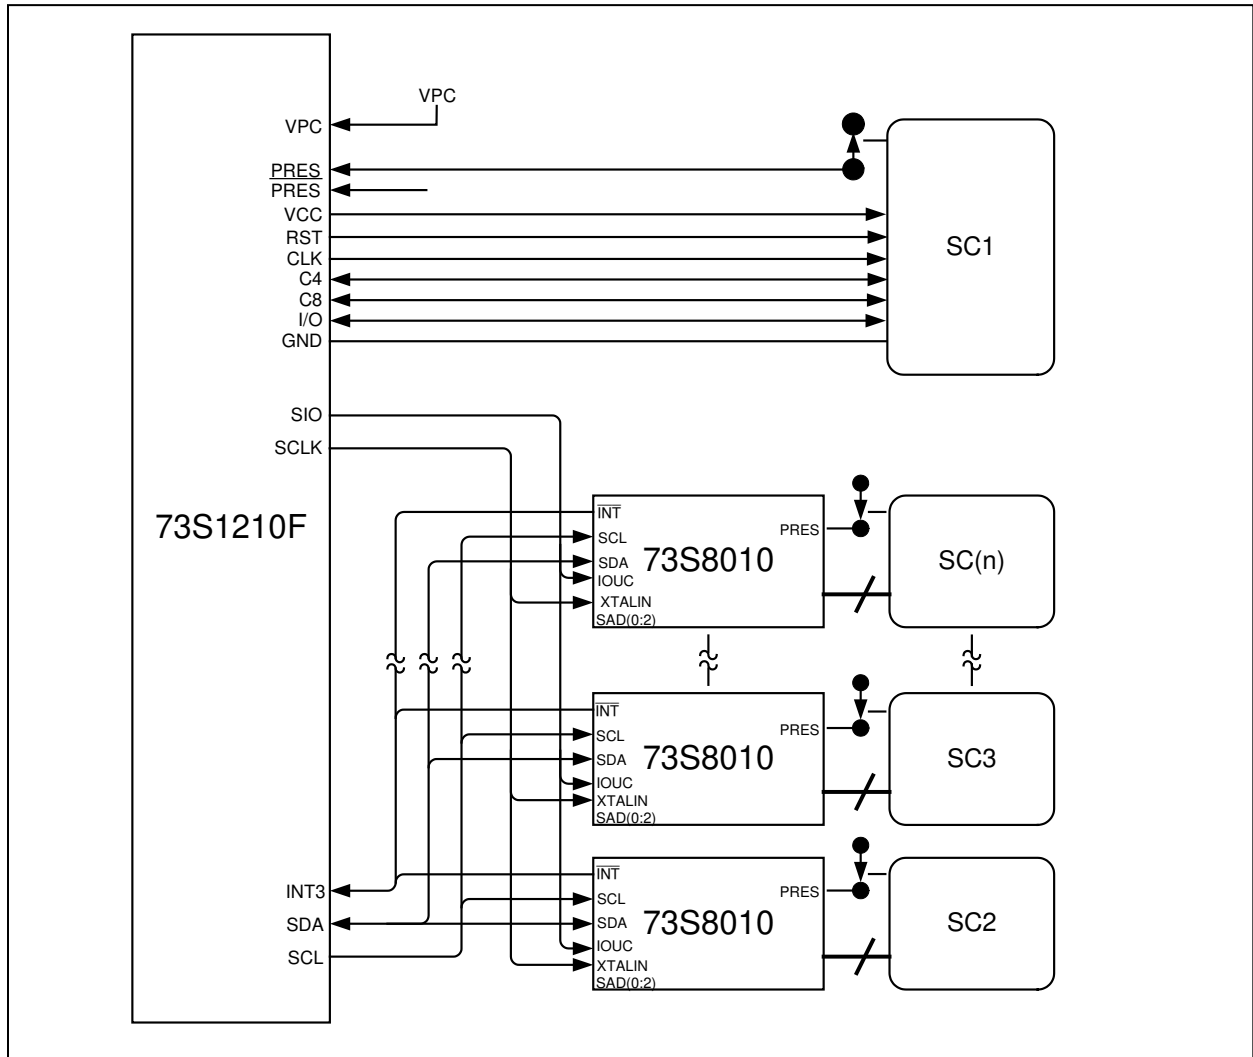 VPC
VPC
PRES
PRES
VCC
RST
CLK
C4
C8
I/O
GND
SC1
SIO
SCLK
73S1210F
INT
SCL
SDA
IOUC
XTALIN
SAD(0:2)
73S8010
PRES
SC(n)
INT
SCL
SDA
IOUC
XTALIN
SAD(0:2)
73S8010
PRES
SC3
INT3
SDA
SCL
INT
SCL
SDA
IOUC
XTALIN
SAD(0:2)
73S8010
PRES
SC2